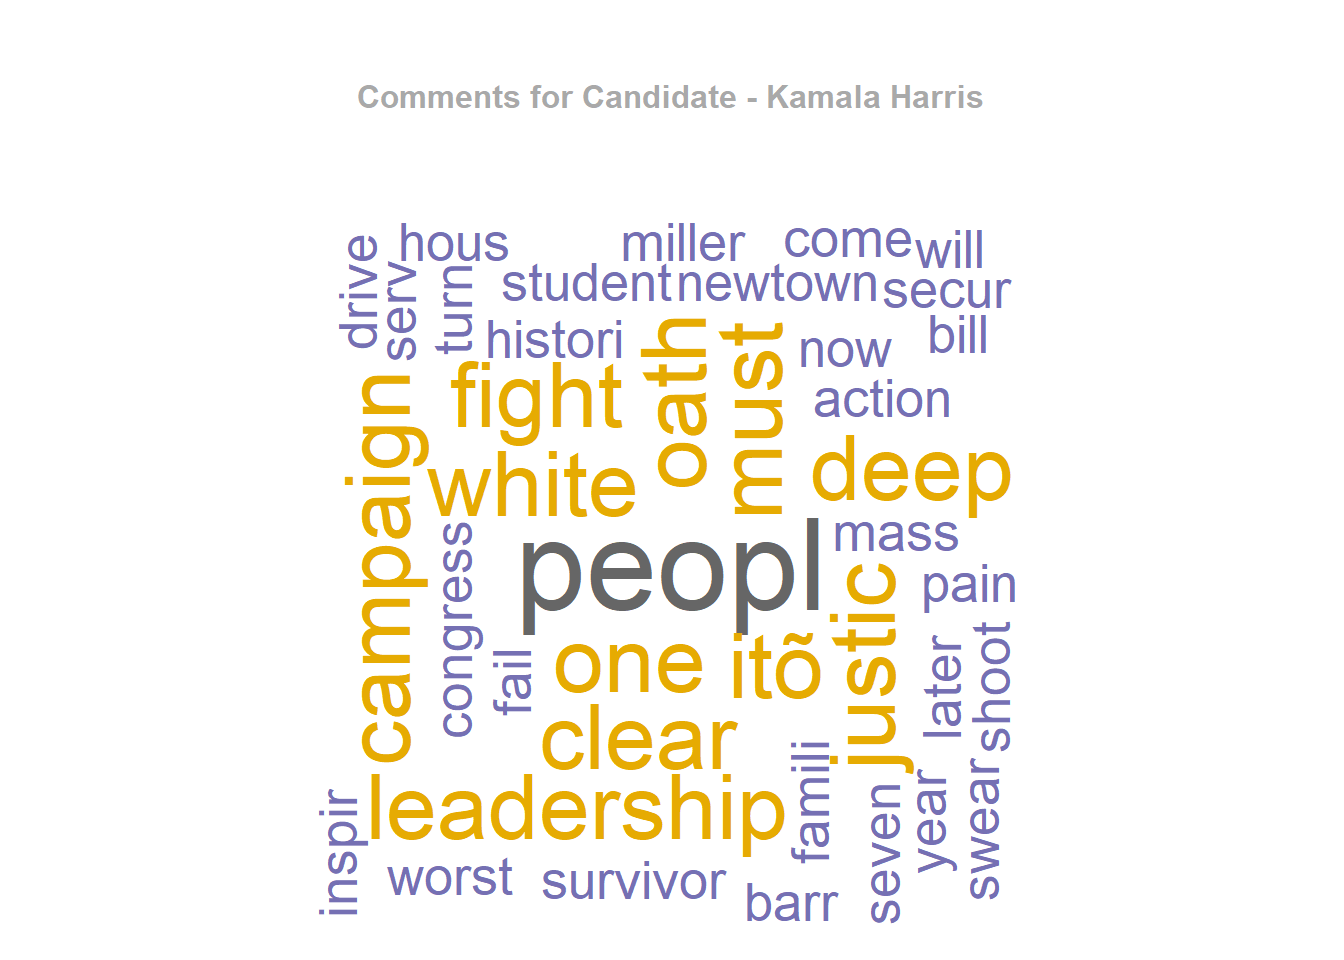 Comments for Candidate - Kamala Harris
drive
hous
miller
come
will
serv
turn
student
newtown
secur
histori
oath
must
now
bill
campaign
fight
action
white
deep
congress
peopl
mass
justic
pain
fail
one
itõ
later
shoot
clear
inspir
leadership
famili
seven
year
swear
worst
survivor
barr